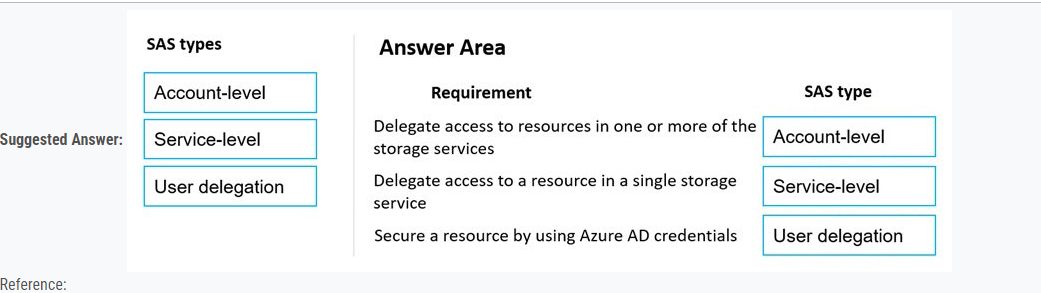 SAS types
Account-level
Service-level
User delegation
Suggested Answer:
Answer Area
Requirement
SAS type
Delegate access to resources in one or more of the
storage services
Account-level
Delegate access to a resource in a single storage
service
Service-level
Secure a resource by using Azure AD credentials
User delegation
Reference: